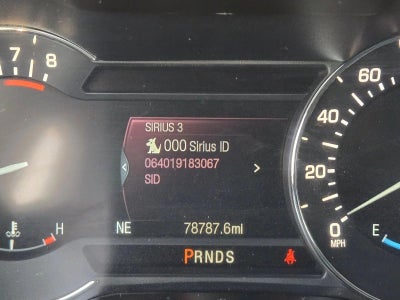 7 8
60
40
20
0
MPH
SIRIUS 3
000 Sirius ID
064019183067
SID
H
NE
78787.6mi
E
PRNDS